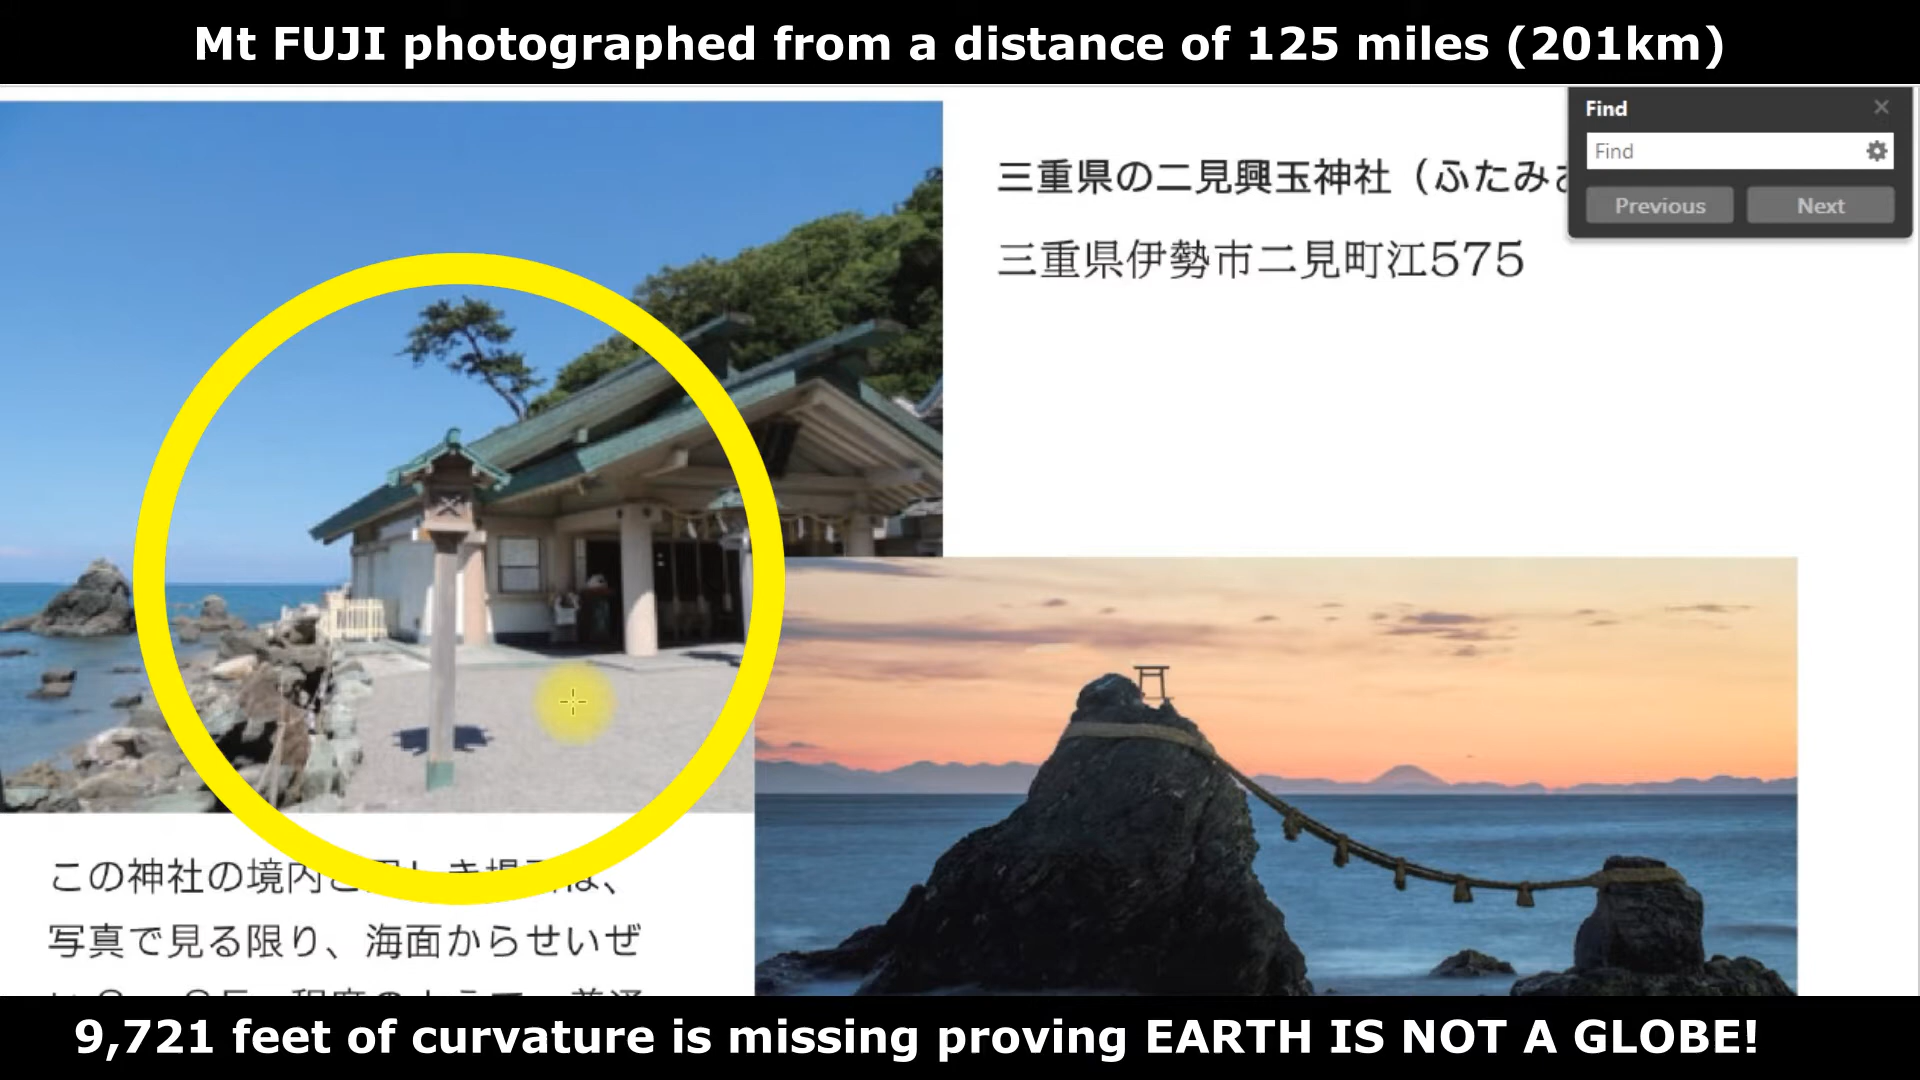 Mt FUJI photographed from a distance of 125 miles (201km)
Find
Find
Previous
Next
三重県の二見興玉神社（ふたみ
三重県伊勢市二見町江575
この神社の境内
は、
写真で見る限り、海面からせいぜ
9,721 feet of curvature is missing proving EARTH IS NOT A GLOBE!